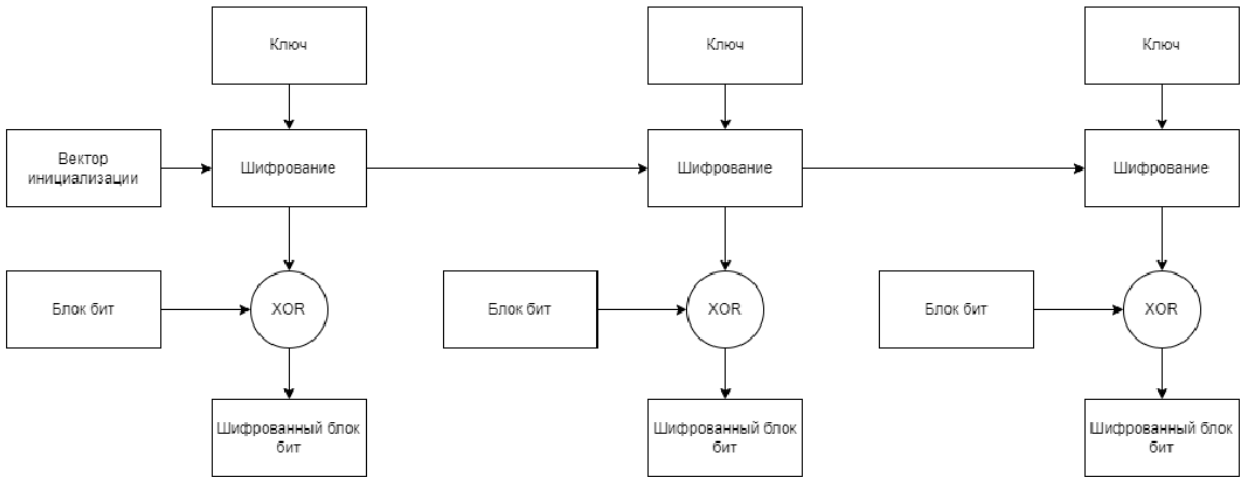 Ключ
Ключ
Ключ
Вектор
инициализации
Шифрование
Шифрование
Шифрование
Блок бит
XOR
Блок бит
XOR
Блок бит
XOR
Шифрованный блок
бит
Шифрованный блок
бит
Шифрованный блок
бит